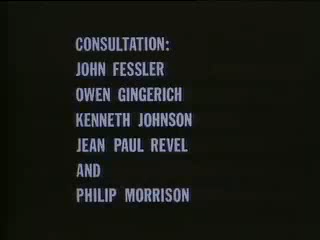 CONSULTATION:
JOHN FESSLER
OWEN GINGERICH
KENNETH JOHNSON
JEAN PAUL REVEL
AND
PHILIP MORRISON